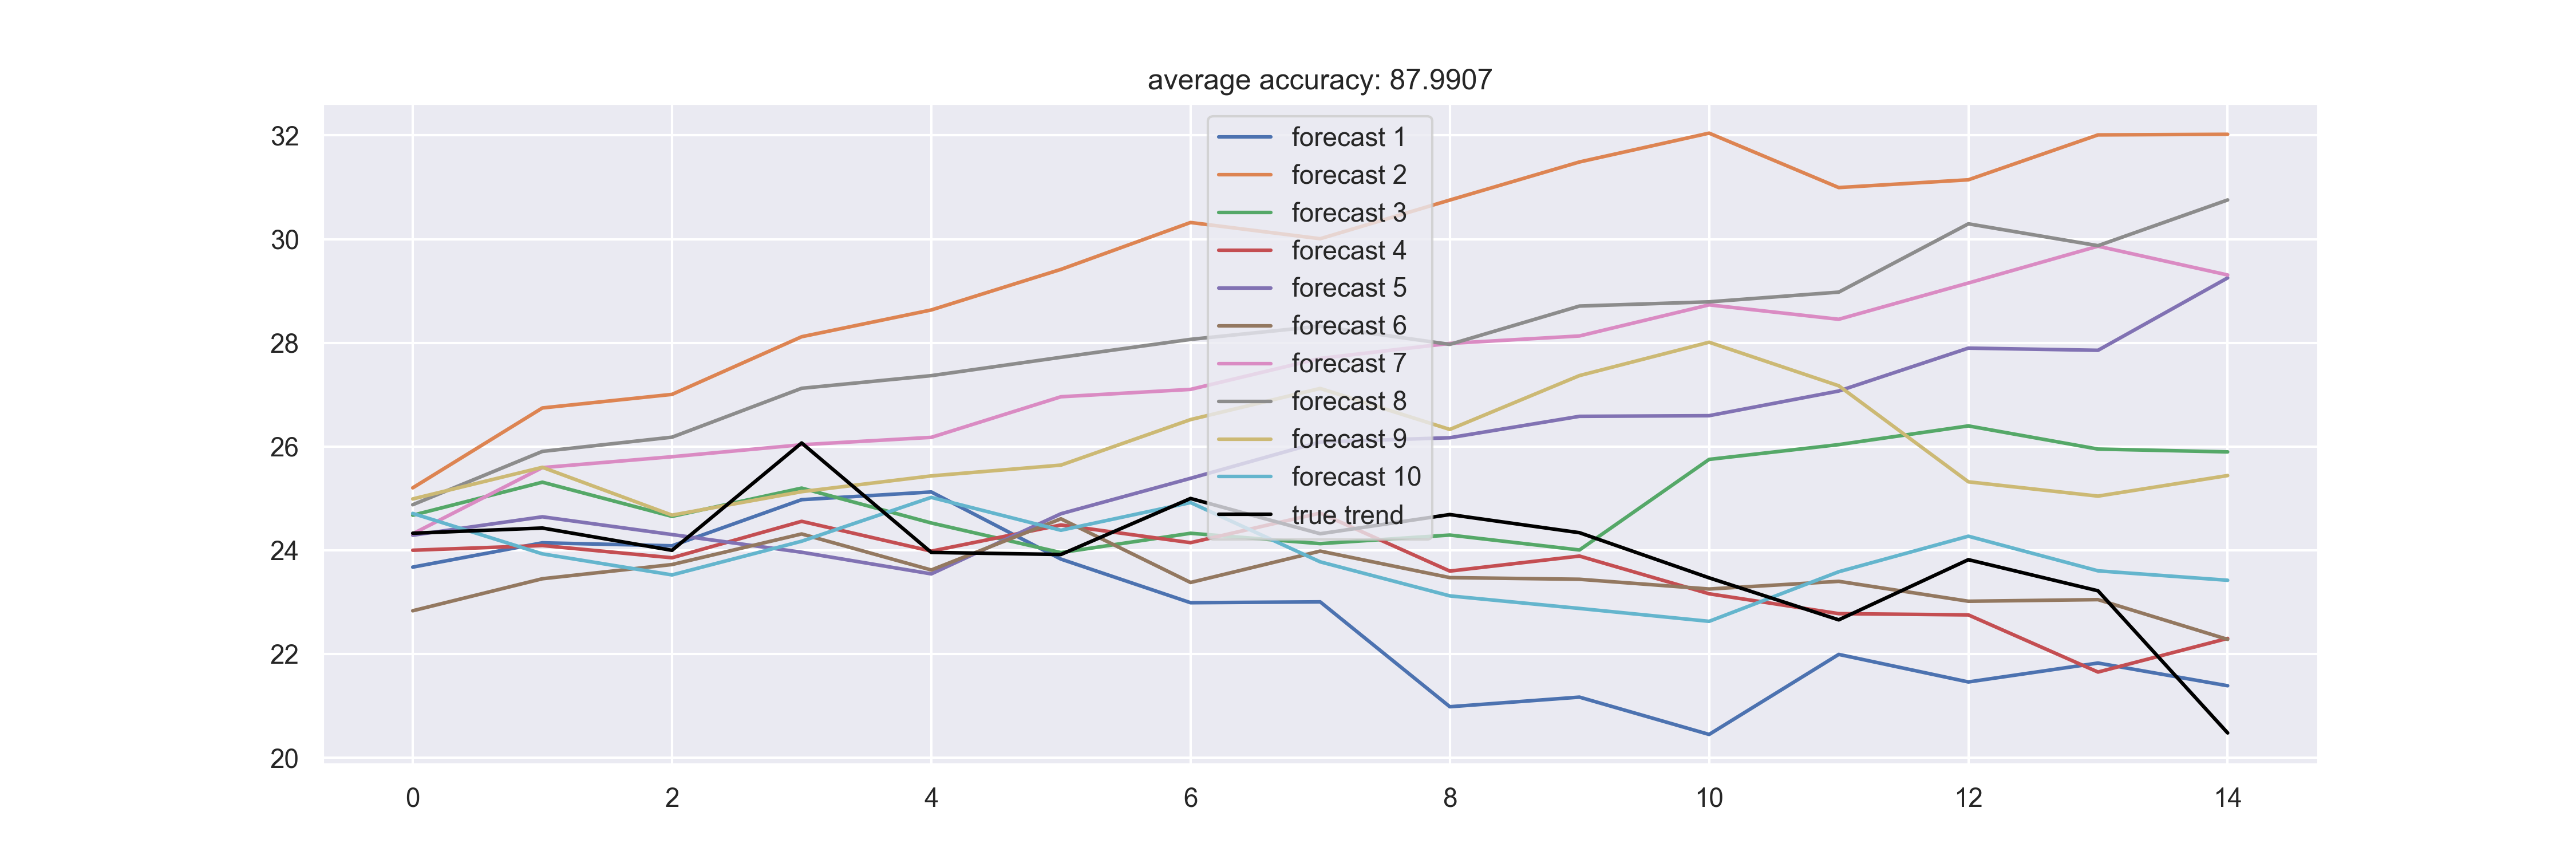 average accuracy: 87.9907
32
30
28
26
24
22
20
forecast 1
forecast 2
forecast 3
forecast 4
forecast 5
forecast 6
forecast 7
forecast 8
forecast 9
forecast 10
true trend
0 2 4 6 8 10 12 14